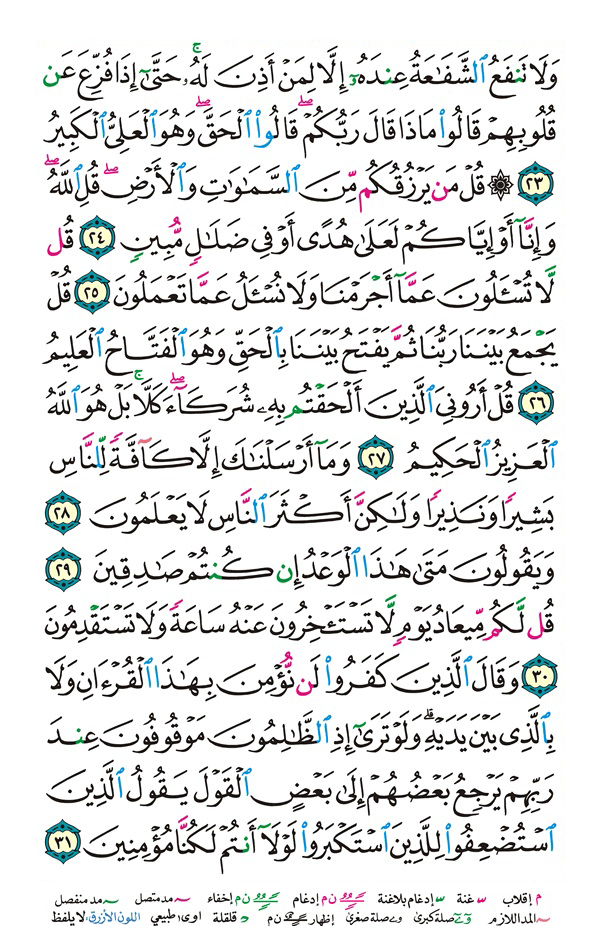 وَلَا تَنفَعُ ٱلشَّفَٰعَةُ عِندَهُۥٓ إِلَّا لِمَنْ أَذِنَ لَهُۥ ۚ حَتَّىٰٓ إِذَا فُزِّعَ عَن
قُلُوبِهِمْ قَالُوا۟ مَاذَا قَالَ رَبُّكُمْ ۖ قَالُوا۟ ٱلْحَقَّ ۖ وَهُوَ ٱلْعَلِىُّ ٱلْكَبِيرُ
٢٣ ۞ قُلْ مَن يَرْزُقُكُم مِّنَ ٱلسَّمَٰوَٰتِ وَٱلْأَرْضِ ۖ قُلِ ٱللَّهُ ۖ
وَإِنَّآ أَوْ إِيَّاكُمْ لَعَلَىٰ هُدًى أَوْ فِى ضَلَٰلٍ مُّبِينٍ ٢٤ قُل
لَّا تُسْـَٔلُونَ عَمَّآ أَجْرَمْنَا وَلَا نُسْـَٔلُ عَمَّا تَعْمَلُونَ ٢٥ قُلْ
يَجْمَعُ بَيْنَنَا رَبُّنَا ثُمَّ يَفْتَحُ بَيْنَنَا بِٱلْحَقِّ وَهُوَ ٱلْفَتَّاحُ ٱلْعَلِيمُ
٢٦ قُلْ أَرُونِىَ ٱلَّذِينَ أَلْحَقْتُم بِهِۦ شُرَكَآءَ ۖ كَلَّا ۚ بَلْ هُوَ ٱللَّهُ
ٱلْعَزِيزُ ٱلْحَكِيمُ ٢٧ وَمَآ أَرْسَلْنَٰكَ إِلَّا كَآفَّةً لِّلنَّاسِ
بَشِيرًا وَنَذِيرًا وَلَٰكِنَّ أَكْثَرَ ٱلنَّاسِ لَا يَعْلَمُونَ ٢٨
وَيَقُولُونَ مَتَىٰ هَٰذَا ٱلْوَعْدُ إِن كُنتُمْ صَٰدِقِينَ ٢٩
قُل لَّكُم مِّيعَادُ يَوْمٍ لَّا تَسْتَـْٔخِرُونَ عَنْهُ سَاعَةً وَلَا تَسْتَقْدِمُونَ
٣٠ وَقَالَ ٱلَّذِينَ كَفَرُوا۟ لَن نُّؤْمِنَ بِهَٰذَا ٱلْقُرْءَانِ وَلَا
بِٱلَّذِى بَيْنَ يَدَيْهِ ۗ وَلَوْ تَرَىٰٓ إِذِ ٱلظَّٰلِمُونَ مَوْقُوفُونَ عِندَ
رَبِّهِمْ يَرْجِعُ بَعْضُهُمْ إِلَىٰ بَعْضٍ ٱلْقَوْلَ يَقُولُ ٱلَّذِينَ
ٱسْتُضْعِفُوا۟ لِلَّذِينَ ٱسْتَكْبَرُوا۟ لَوْلَآ أَنتُمْ لَكُنَّا مُؤْمِنِينَ ٣١
م إقلاب غنة إدغام بلاغنة ن م إدغام ن م إخفاء مد متصل مد منفصل
المد اللازم صلة كبرى صلة صغرى إظهار ن م قلقلة اوى: طبيعي اللون الأزرق: لا يلفظ